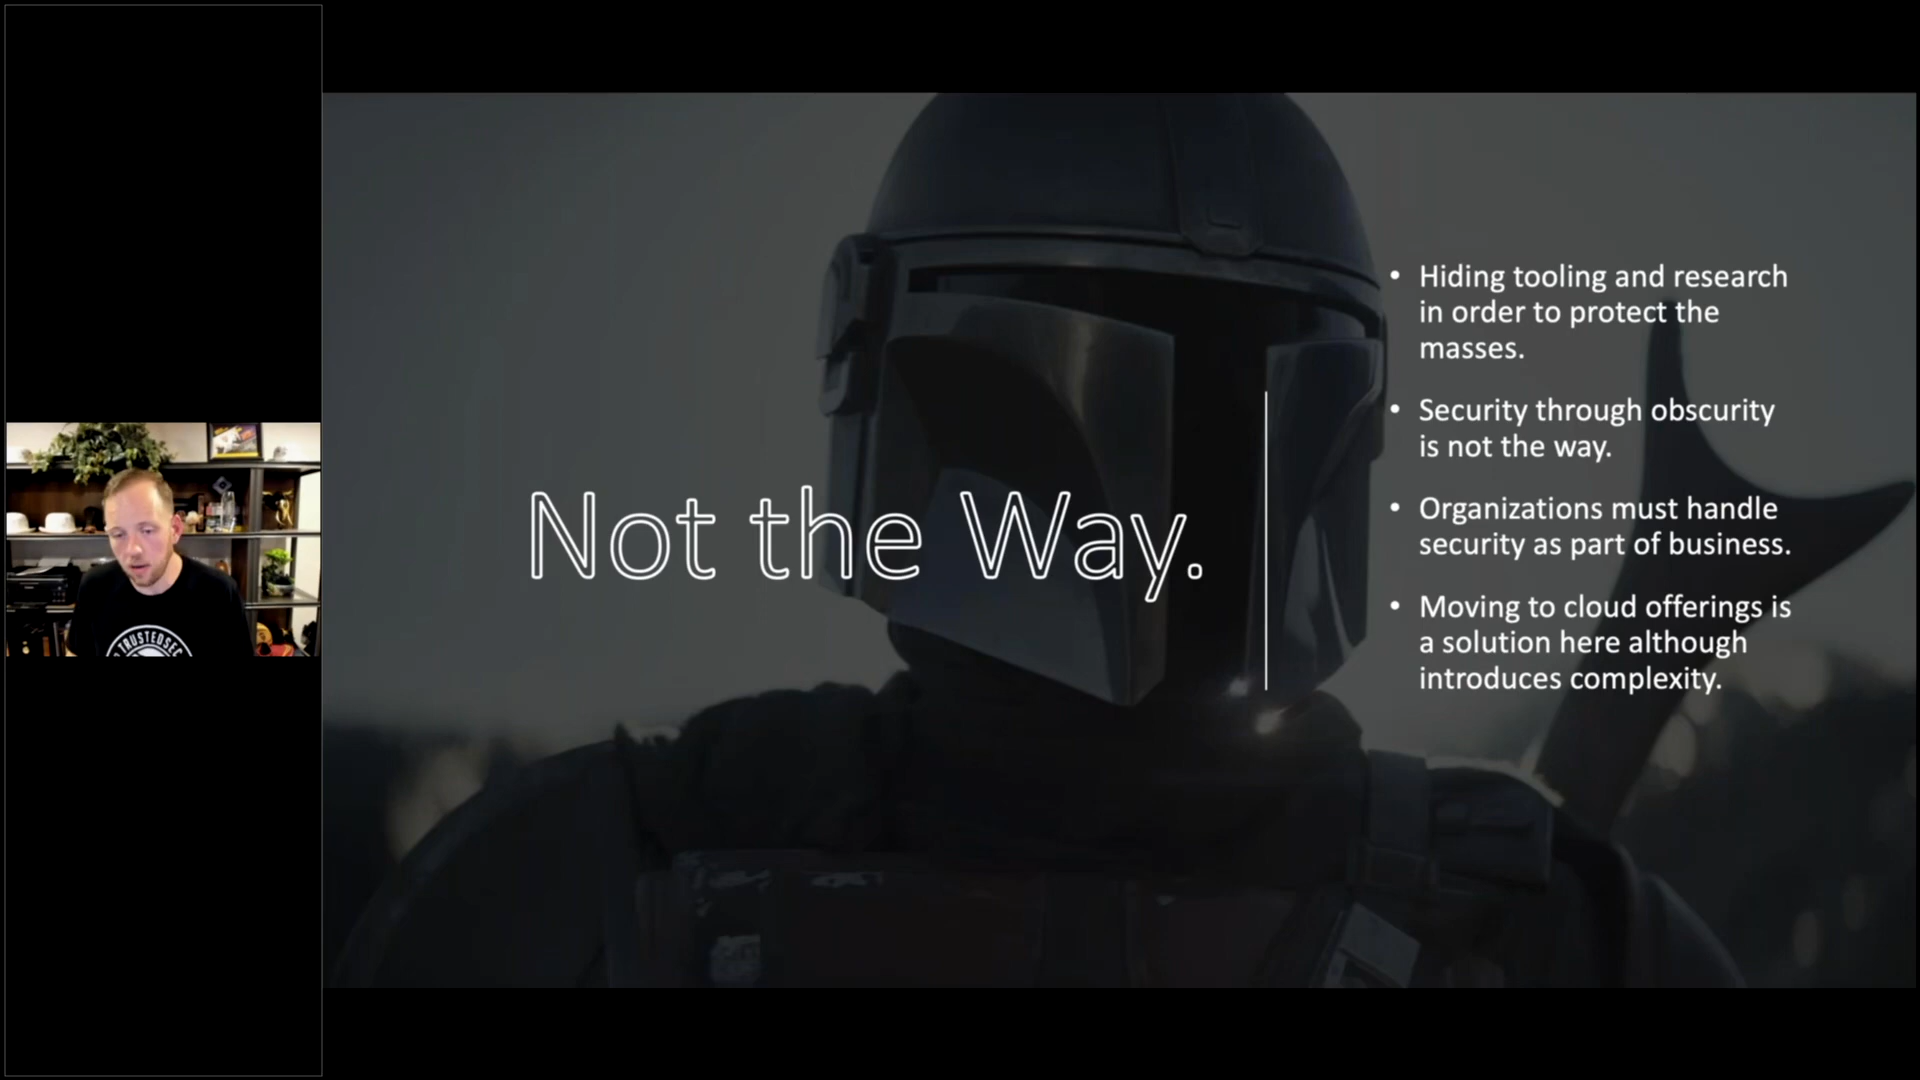 Not the Way.
• Hiding tooling and research
in order to protect the
masses.
• Security through obscurity
is not the way.
• Organizations must handle
security as part of business.
• Moving to cloud offerings is
a solution here although
introduces complexity.
TRUSTEDSEC